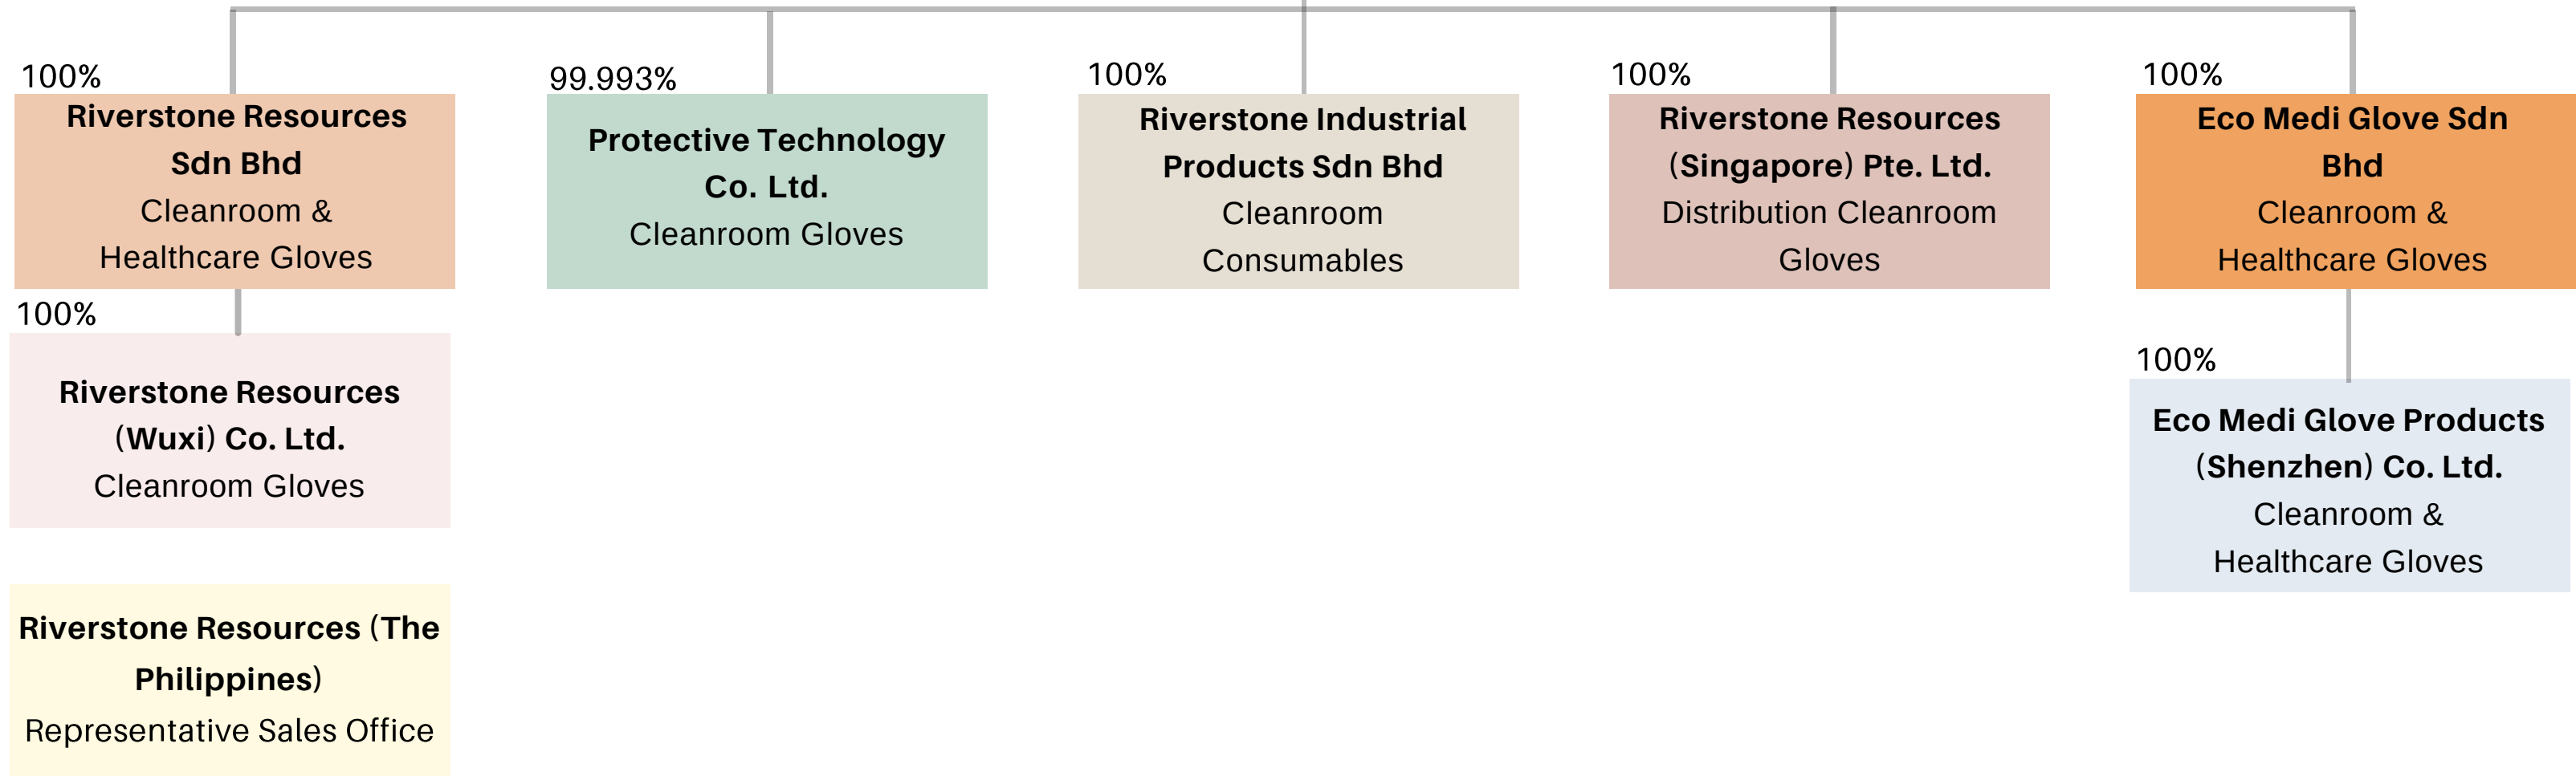 100%
Riverstone Resources
Sdn Bhd
Cleanroom &
Healthcare Gloves
99.993%
Protective Technology
Co. Ltd.
Cleanroom Gloves
100%
Riverstone Industrial
Products Sdn Bhd
Cleanroom
Consumables
100%
Riverstone Resources
(Singapore) Pte. Ltd.
Distribution Cleanroom
Gloves
100%
Eco Medi Glove Sdn
Bhd
Cleanroom &
Healthcare Gloves
100%
Riverstone Resources
(Wuxi) Co. Ltd.
Cleanroom Gloves
100%
Eco Medi Glove Products
(Shenzhen) Co. Ltd.
Cleanroom &
Healthcare Gloves
Riverstone Resources (The
Philippines)
Representative Sales Office